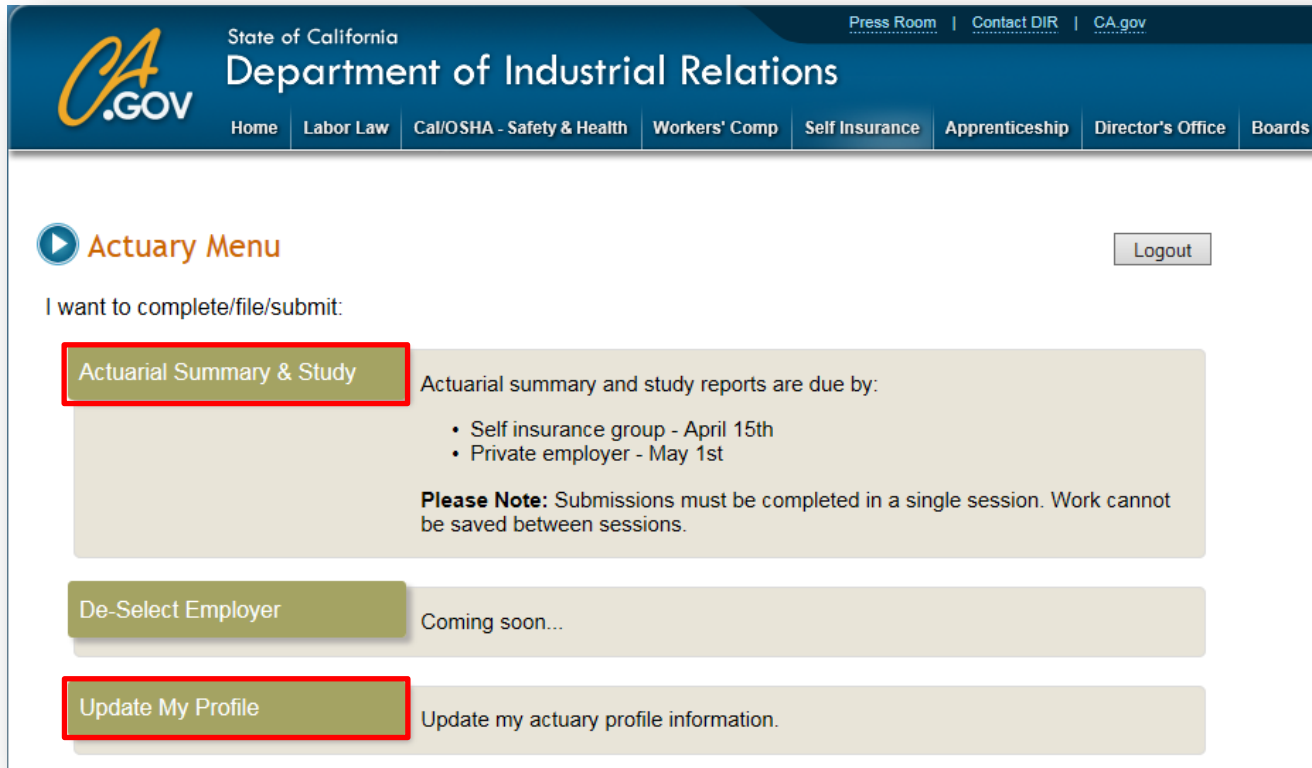 Press Room | Contact DIR | CA.gov
CA.GOV
State of California
Department of Industrial Relations
Home | Labor Law | Cal/OSHA - Safety & Health | Workers' Comp | Self Insurance | Apprenticeship | Director's Office | Boards
Actuary Menu
Logout
I want to complete/file/submit:
Actuarial Summary & Study
Actuarial summary and study reports are due by:
• Self insurance group - April 15th
• Private employer - May 1st
Please Note: Submissions must be completed in a single session. Work cannot
be saved between sessions.
De-Select Employer
Coming soon...
Update My Profile
Update my actuary profile information.